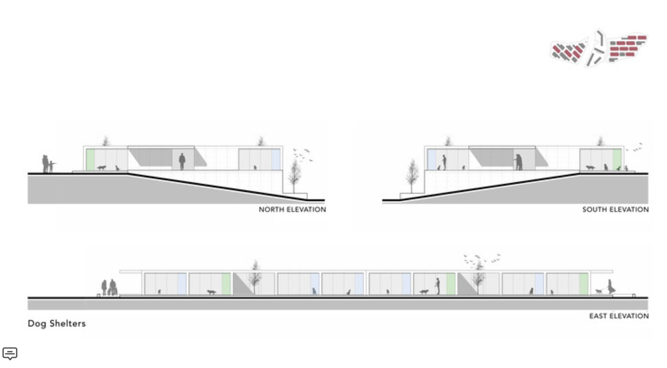 NORTH ELEVATION
SOUTH ELEVATION
EAST ELEVATION
Dog Shelters